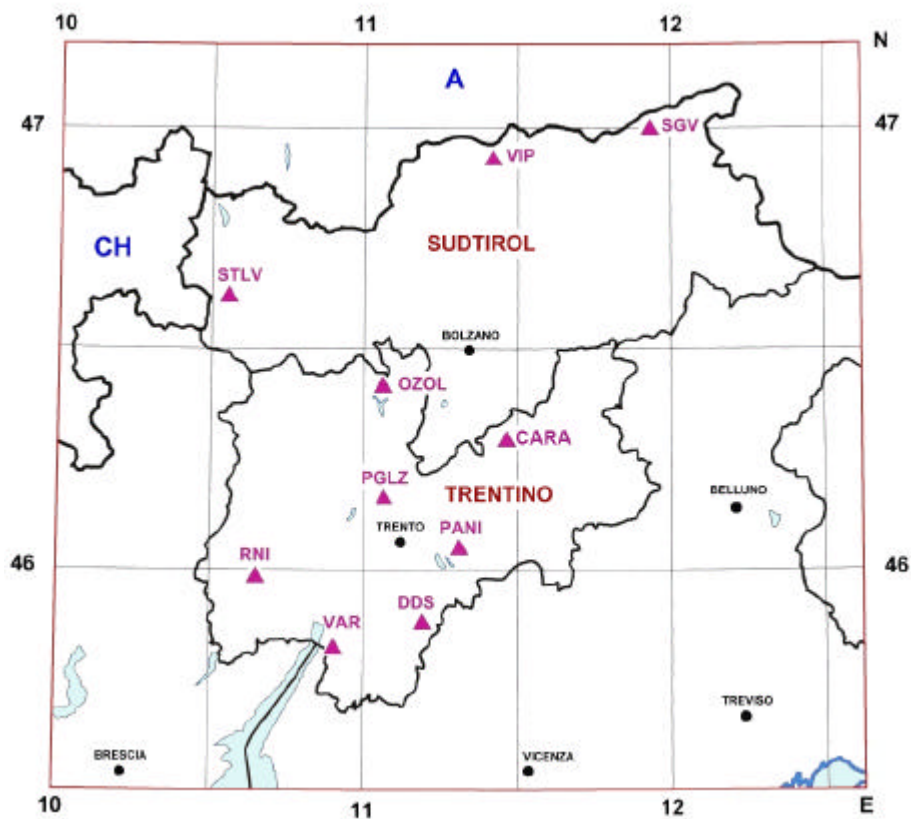 10 11 12 N
A
47 47
SGV
VIP
CH
SUDTIROL
STLV
BOLZANO
OZOL
CARA
PGLZ
TRENTINO
BELLUNO
TRENTO
PANI
RNI
46 46
DDS
VAR
TREVISO
BRESCIA
VICENZA
10 11 12 E